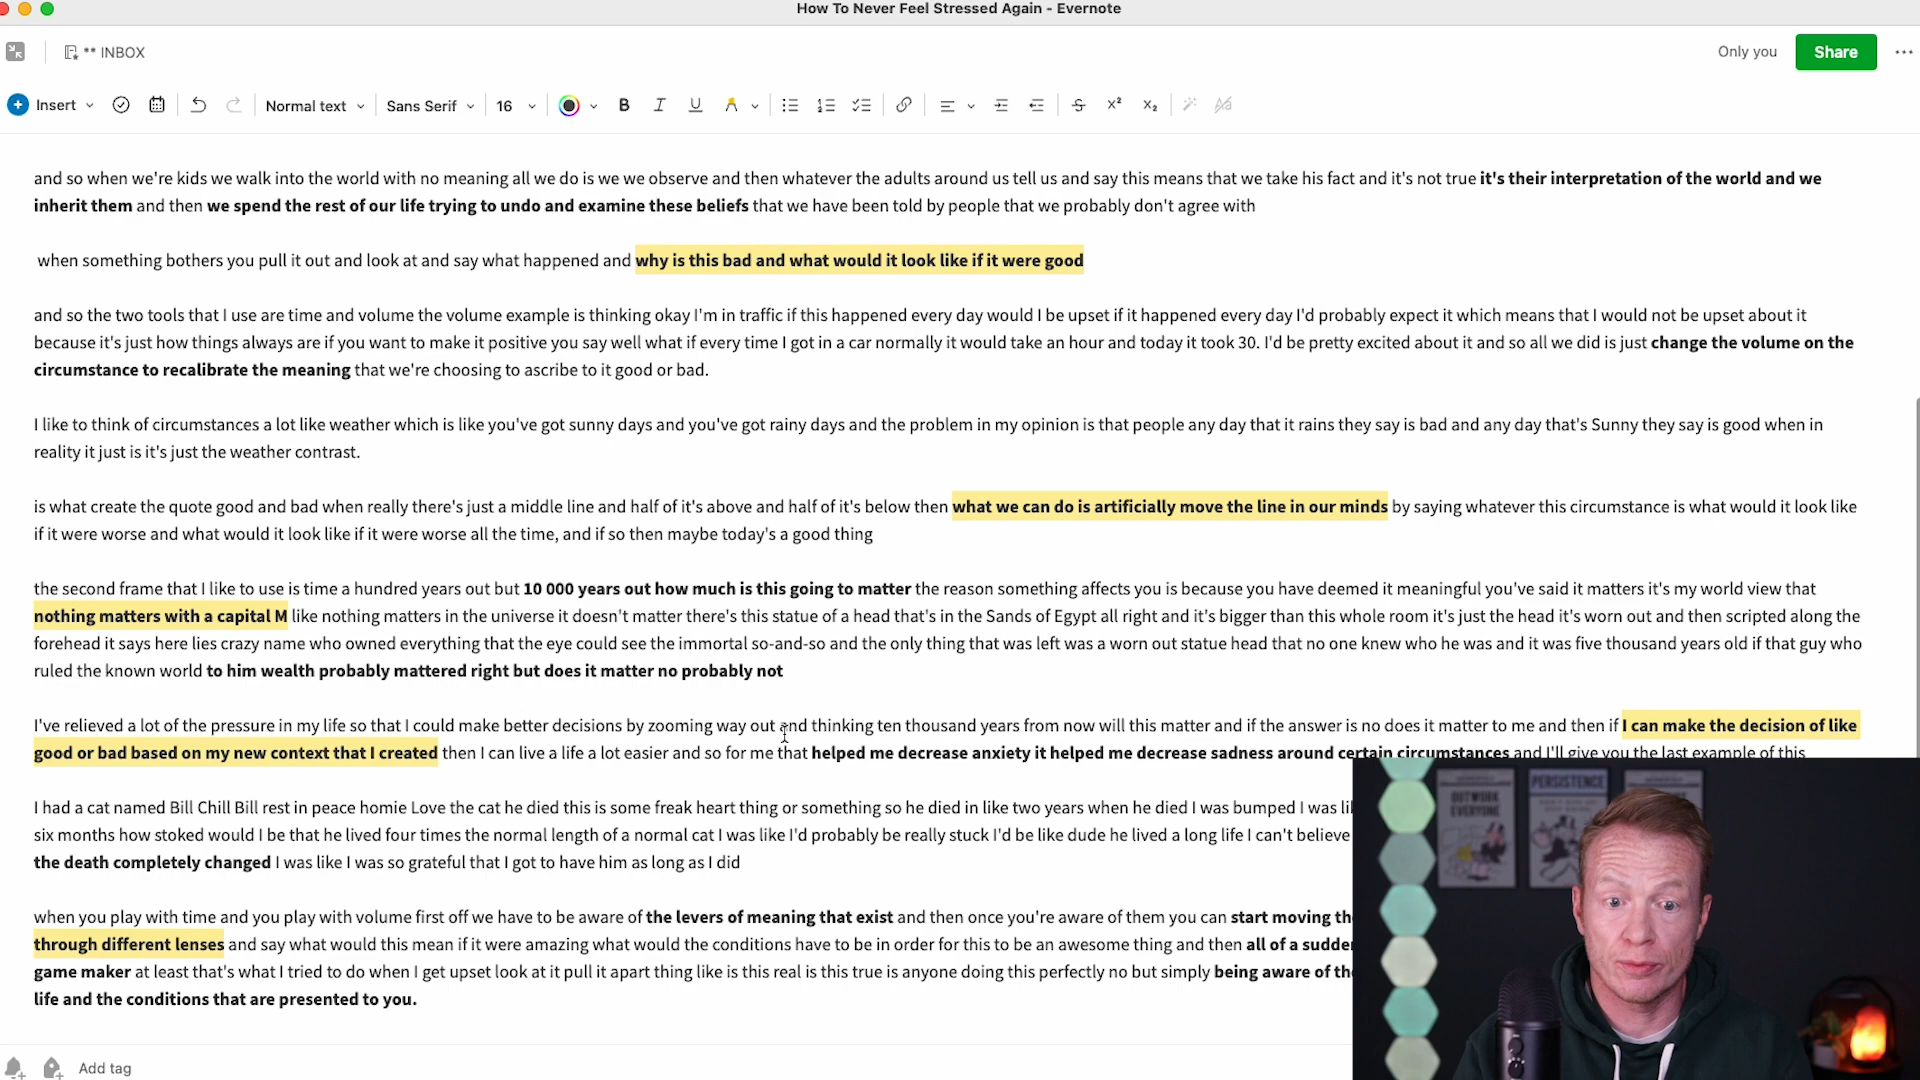 How To Never Feel Stressed Again - Evernote
** INBOX
Only you
Share
Insert
Normal text
Sans Serif
16
and so when we're kids we walk into the world with no meaning all we do is we we observe and then whatever the adults around us tell us and say this means that we take his fact and it's not true it's their interpretation of the world and we
inherit them and then we spend the rest of our life trying to undo and examine these beliefs that we have been told by people that we probably don't agree with
when something bothers you pull it out and look at and say what happened and why is this bad and what would it look like if it were good
and so the two tools that I use are time and volume the volume example is thinking okay I'm in traffic if this happened every day would I be upset if it happened every day I'd probably expect it which means that I would not be upset about it
because it's just how things always are if you want to make it positive you say well what if every time I got in a car normally it would take an hour and today it took 30. I'd be pretty excited about it and so all we did is just change the volume on the
circumstance to recalibrate the meaning that we're choosing to ascribe to it good or bad.
I like to think of circumstances a lot like weather which is like you've got sunny days and you've got rainy days and the problem in my opinion is that people any day that it rains they say is bad and any day that's Sunny they say is good when in
reality it just is it's just the weather contrast.
is what create the quote good and bad when really there's just a middle line and half of it's above and half of it's below then what we can do is artificially move the line in our minds by saying whatever this circumstance is what would it look like
if it were worse and what would it look like if it were worse all the time, and if so then maybe today's a good thing
the second frame that I like to use is time a hundred years out but 10 000 years out how much is this going to matter the reason something affects you is because you have deemed it meaningful you've said it matters it's my world view that
nothing matters with a capital M like nothing matters in the universe it doesn't matter there's this statue of a head that's in the Sands of Egypt all right and it's bigger than this whole room it's just the head it's worn out and then scripted along the
forehead it says here lies crazy name who owned everything that the eye could see the immortal so-and-so and the only thing that was left was a worn out statue head that no one knew who he was and it was five thousand years old if that guy who
ruled the known world to him wealth probably mattered right but does it matter no probably not
I've relieved a lot of the pressure in my life so that I could make better decisions by zooming way out and thinking ten thousand years from now will this matter and if the answer is no does it matter to me and then if I can make the decision of like
good or bad based on my new context that I created then I can live a life a lot easier and so for me that helped me decrease anxiety it helped me decrease sadness around certain circumstances and I'll give you the last example of this
I had a cat named Bill Chill Bill rest in peace homie Love the cat he died this is some freak heart thing or something so he died in like two years when he died I was bumped I was
six months how stoked would I be that he lived four times the normal length of a normal cat I was like I'd probably be really stuck I'd be like dude he lived a long life I can't believe
the death completely changed I was like I was so grateful that I got to have him as long as I did
when you play with time and you play with volume first off we have to be aware of the levers of meaning that exist and then once you're aware of them you can start moving
through different lenses and say what would this mean if it were amazing what would the conditions have to be in order for this to be an awesome thing and then all of a
game maker at least that's what I tried to do when I get upset look at it pull it apart thing like is this real is this true is anyone doing this perfectly no but simply being aware of
life and the conditions that are presented to you.
Add tag
OUTWORK
EVERYONE
PERSISTENCE